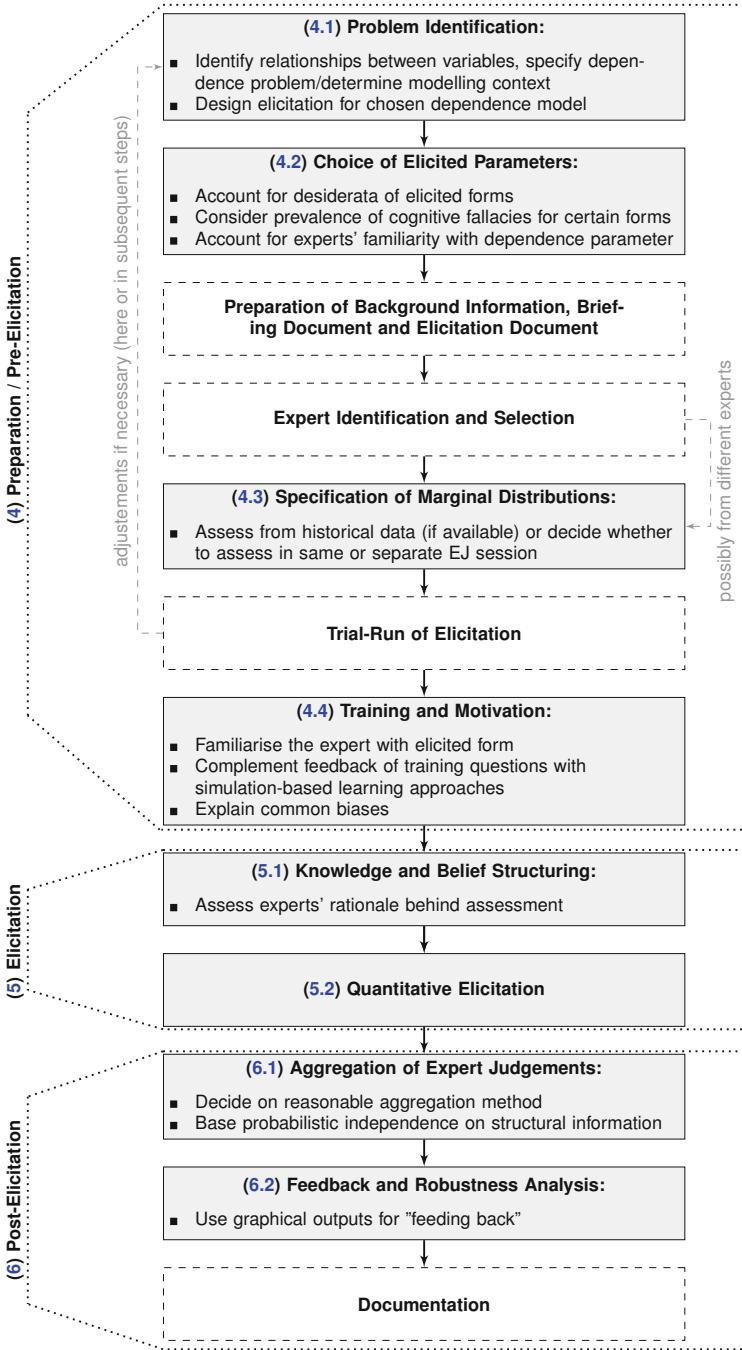 (4.1) Problem Identification:
▪ Identify relationships between variables, specify depen-
dence problem/determine modelling context
▪ Design elicitation for chosen dependence model
(4.2) Choice of Elicited Parameters:
▪ Account for desiderata of elicited forms
▪ Consider prevalence of cognitive fallacies for certain forms
▪ Account for experts’ familiarity with dependence parameter
Preparation of Background Information, Brief-
ing Document and Elicitation Document
Expert Identification and Selection
(4.3) Specification of Marginal Distributions:
▪ Assess from historical data (if available) or decide whether
to assess in same or separate EJ session
Trial-Run of Elicitation
(4.4) Training and Motivation:
▪ Familiarise the expert with elicited form
▪ Complement feedback of training questions with
simulation-based learning approaches
▪ Explain common biases
(4) Preparation / Pre-Elicitation
adjustements if necessary (here or in subsequent steps)
possibly from different experts
(5.1) Knowledge and Belief Structuring:
▪ Assess experts’ rationale behind assessment
(5.2) Quantitative Elicitation
(5) Elicitation
(6.1) Aggregation of Expert Judgements:
▪ Decide on reasonable aggregation method
▪ Base probabilistic independence on structural information
(6.2) Feedback and Robustness Analysis:
▪ Use graphical outputs for ”feeding back”
Documentation
(6) Post-Elicitation